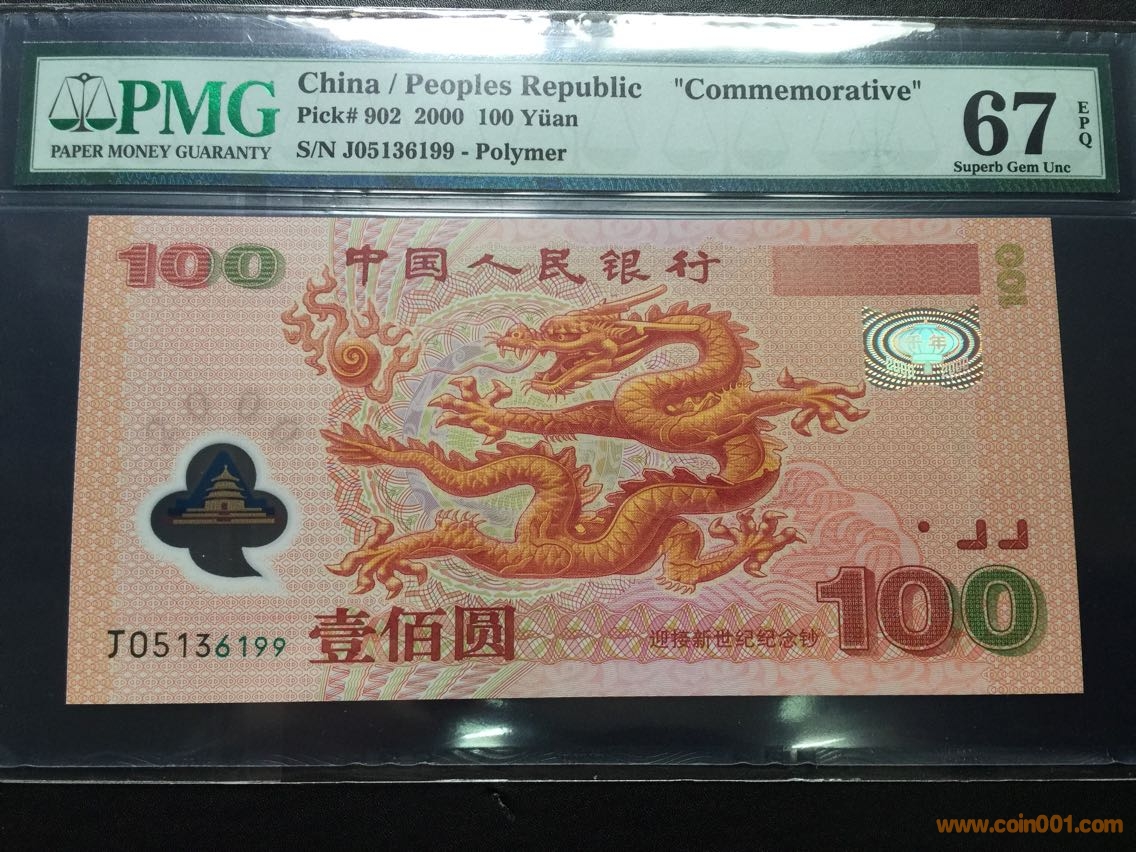 PMG
PAPER MONEY GUARANTY
China / Peoples Republic "Commemorative"
Pick# 902 2000 100 Yüan
S/N J05136199 - Polymer
67
EPQ
Superb Gem Unc
100
中国人民银行
100
千年
100
J05136199
壹佰圆
迎接新世纪纪念钞
www.coin001.com